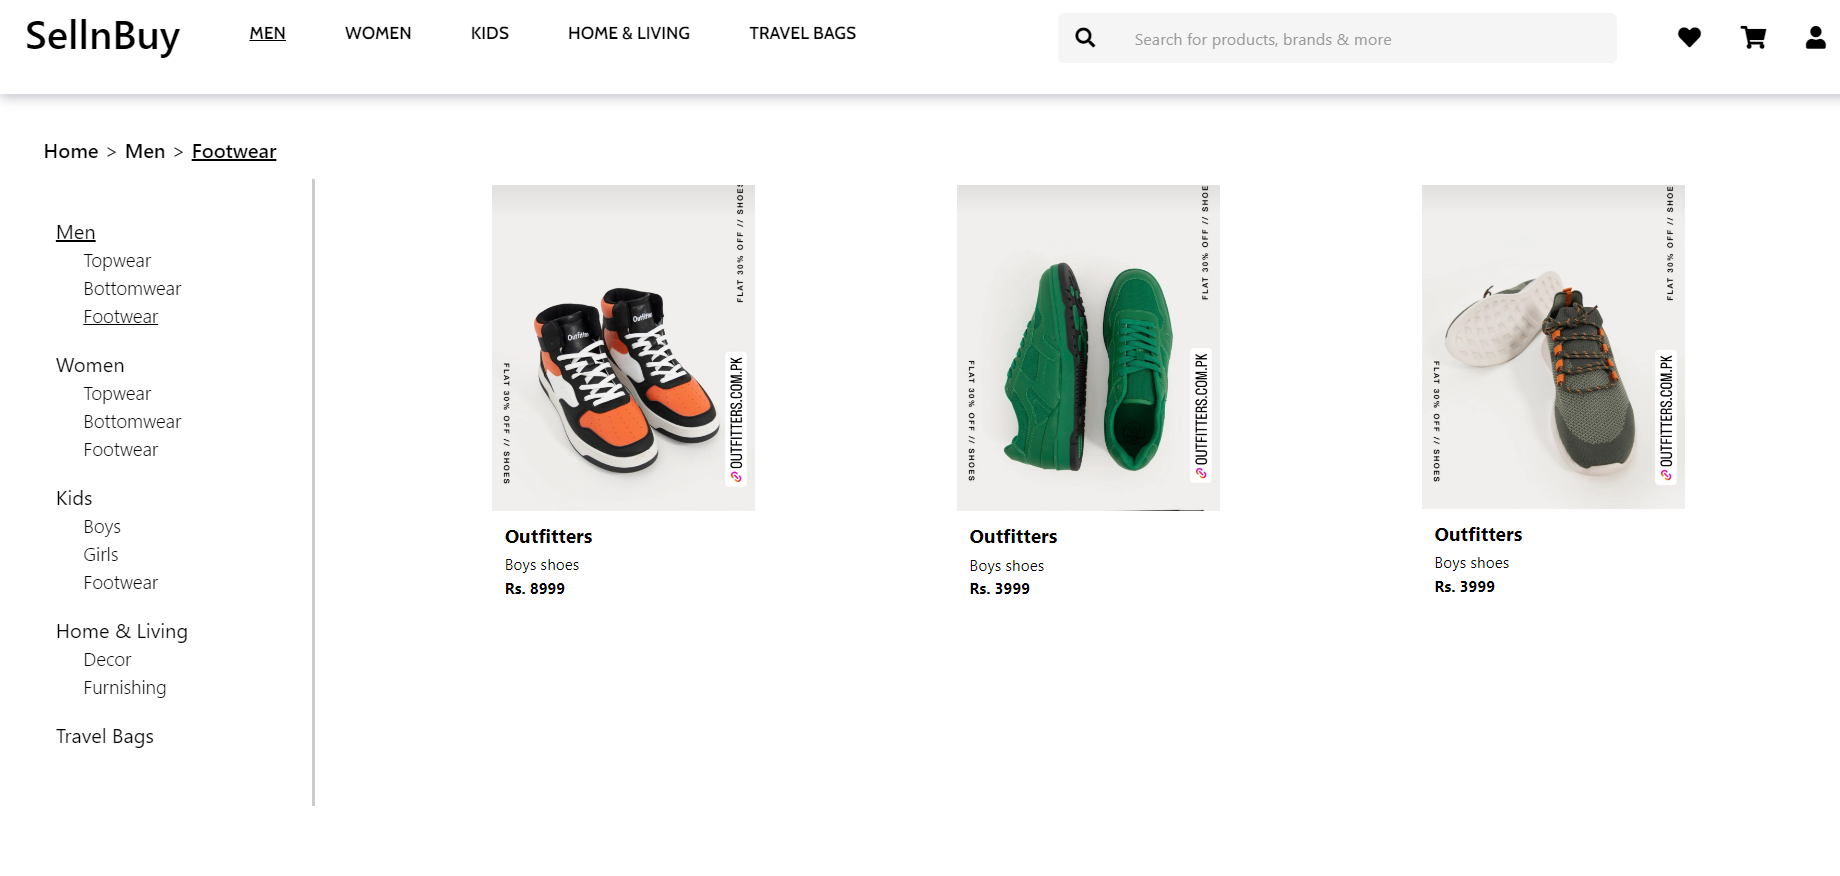 SellnBuy
MEN
WOMEN
KIDS
HOME & LIVING
TRAVEL BAGS
Search for products, brands & more
Home > Men > Footwear
Men
Topwear
Bottomwear
Footwear
Women
Topwear
Bottomwear
Footwear
Kids
Boys
Girls
Footwear
Home & Living
Decor
Furnishing
Travel Bags
FLAT 30% OFF // SHOES
FLAT 30% OFF // SHOES
OUTFITTERS.COM.PK
Outfitters
Boys shoes
Rs. 8999
FLAT 30% OFF // SHOE
FLAT 30% OFF // SHOES
OUTFITTERS.COM.PK
Outfitters
Boys shoes
Rs. 3999
FLAT 30% OFF // SHOE
FLAT 30% OFF // SHOES
OUTFITTERS.COM.PK
Outfitters
Boys shoes
Rs. 3999